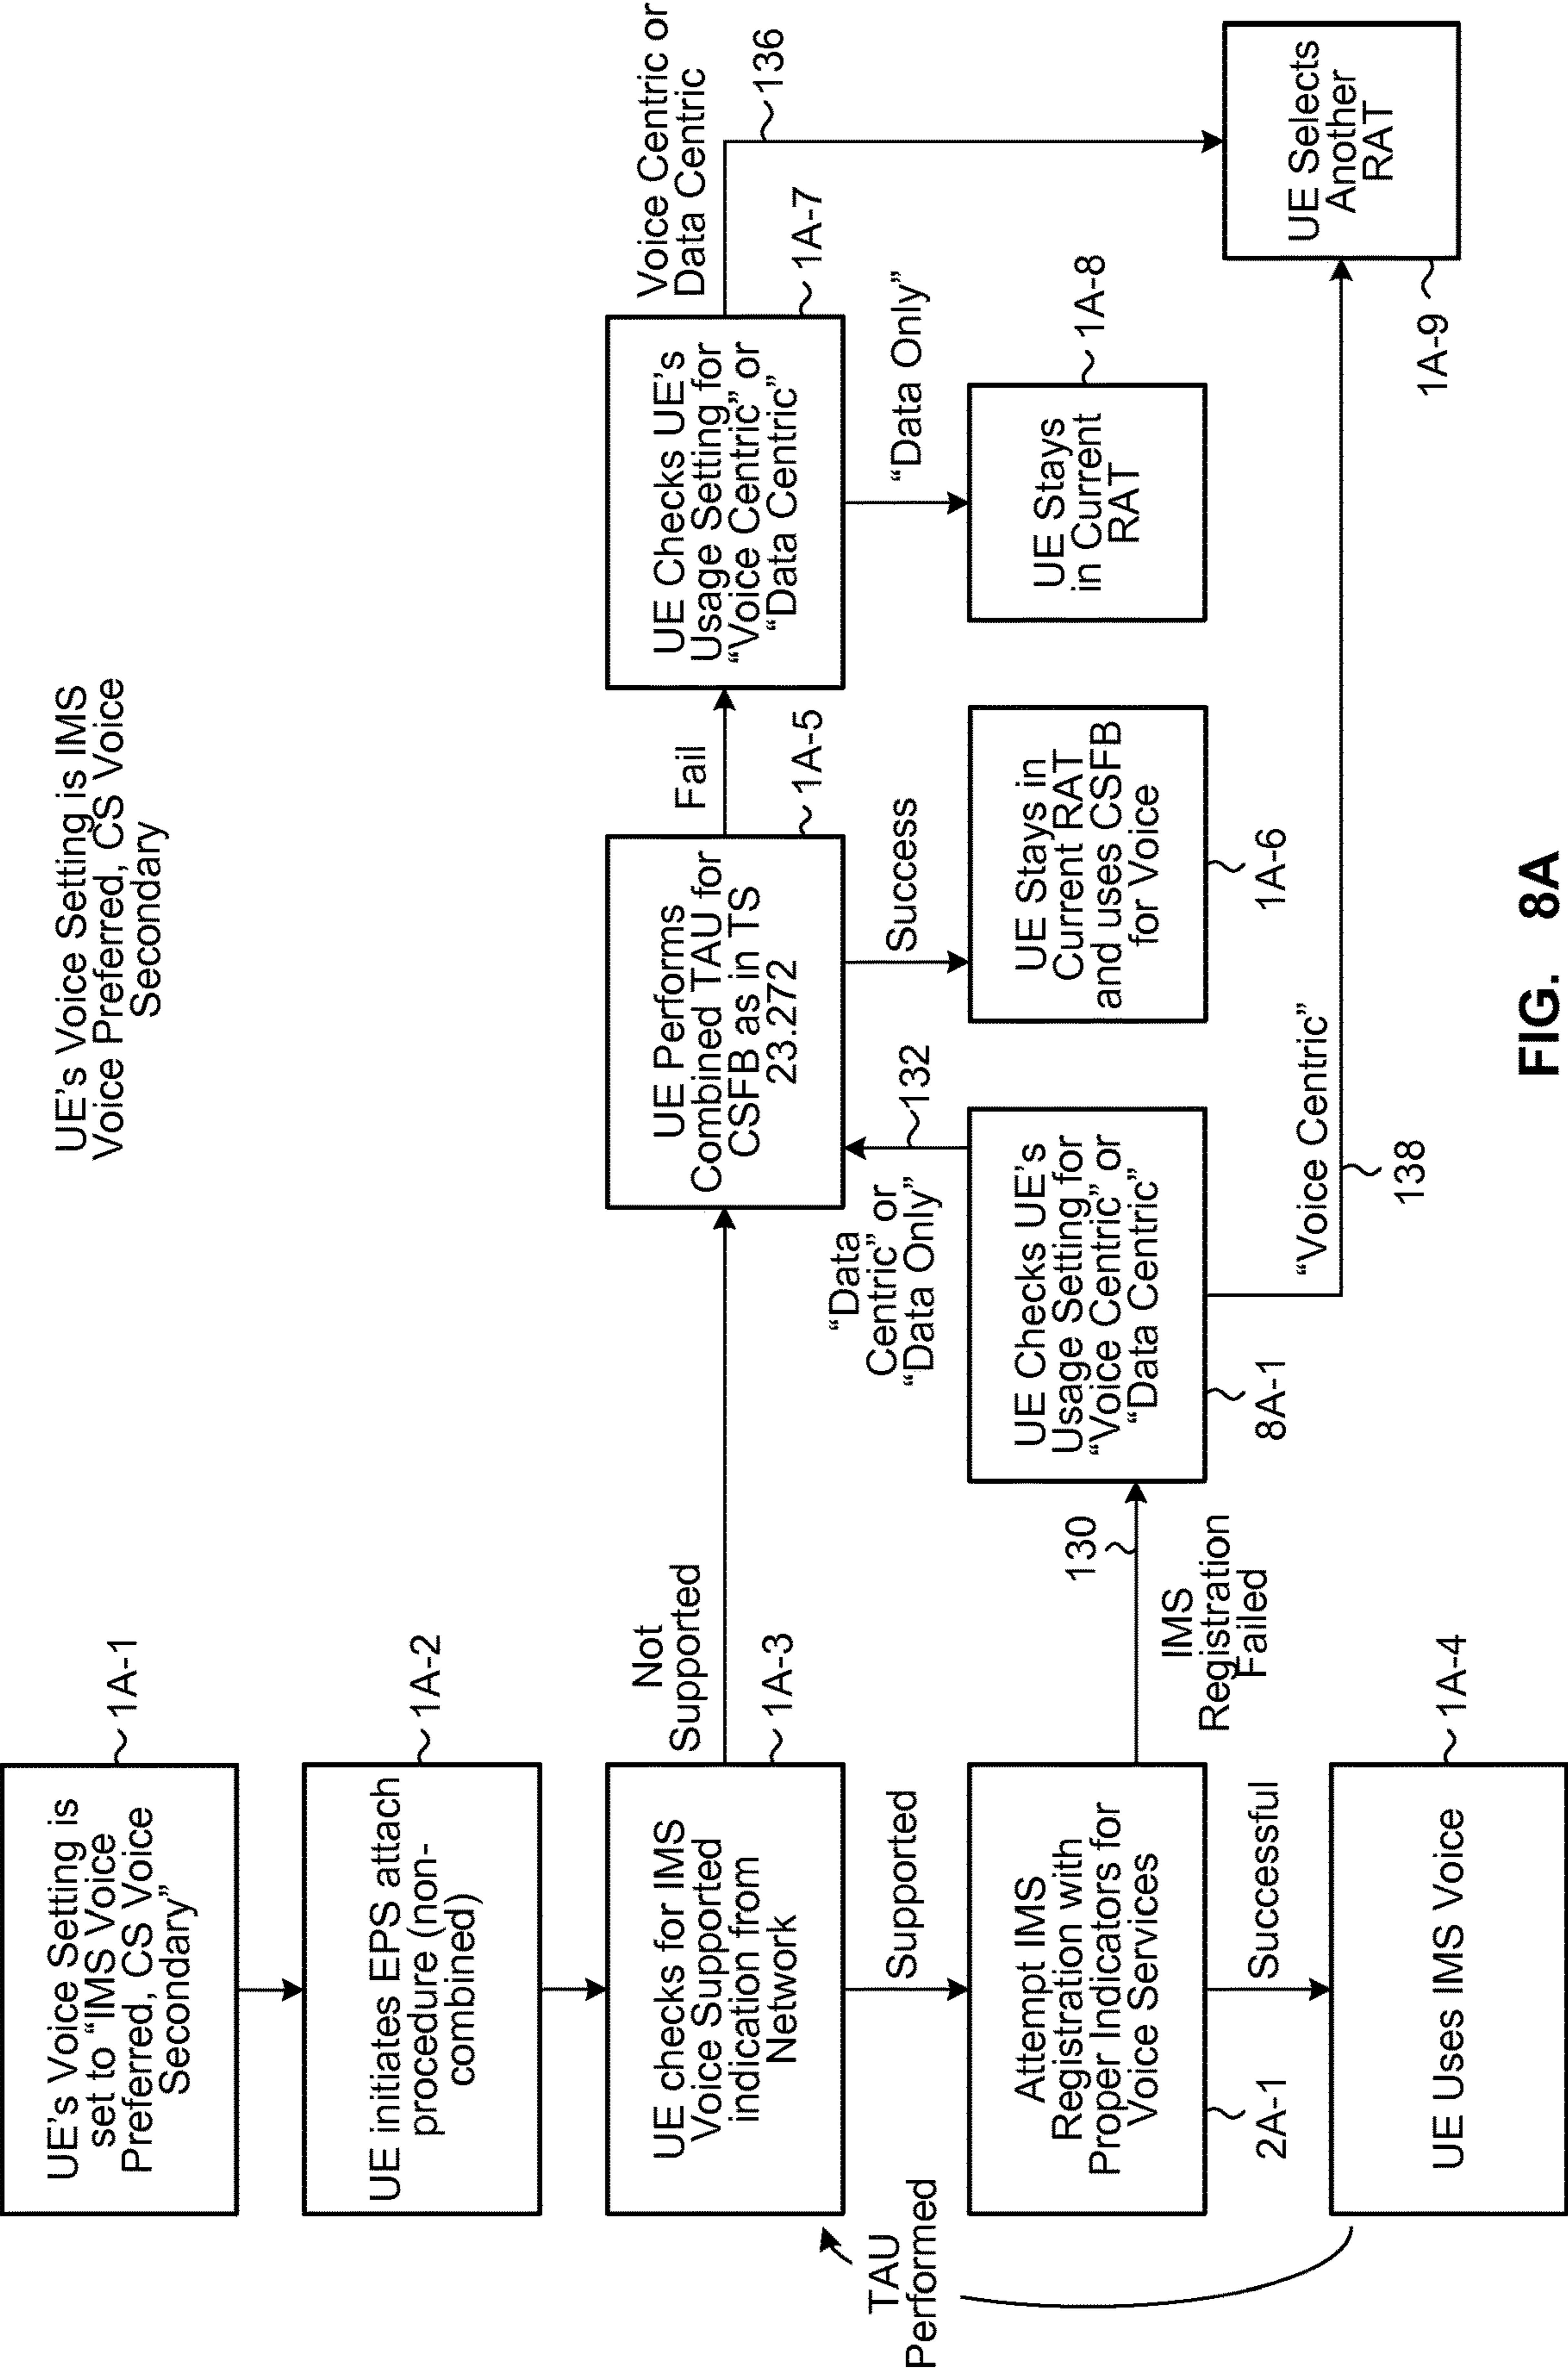 UE's Voice Setting is IMS
Voice Preferred, CS Voice
Secondary
UE's Voice Setting is
set to “IMS Voice
Preferred, CS Voice
Secondary”
1A-1
UE initiates EPS attach
procedure (non-
combined)
1A-2
UE checks for IMS
Voice Supported
indication from
Network
1A-3
Not
Supported
UE Performs
Combined TAU for
CSFB as in TS
23.272
1A-5
Fail
UE Checks UE's
Usage Setting for
“Voice Centric” or
“Data Centric”
1A-7
Voice Centric or
Data Centric
136
TAU
Performed
Supported
“Data
Centric” or
“Data Only”
132
Success
“Data Only”
Attempt IMS
Registration with
Proper Indicators for
Voice Services
2A-1
130
IMS
Registration
Failed
UE Checks UE's
Usage Setting for
“Voice Centric” or
“Data Centric”
8A-1
UE Stays in
Current RAT
and uses CSFB
for Voice
1A-6
UE Stays
in Current
RAT
1A-8
Successful
“Voice Centric”
138
UE Selects
Another
RAT
1A-9
UE Uses IMS Voice
1A-4
FIG. 8A